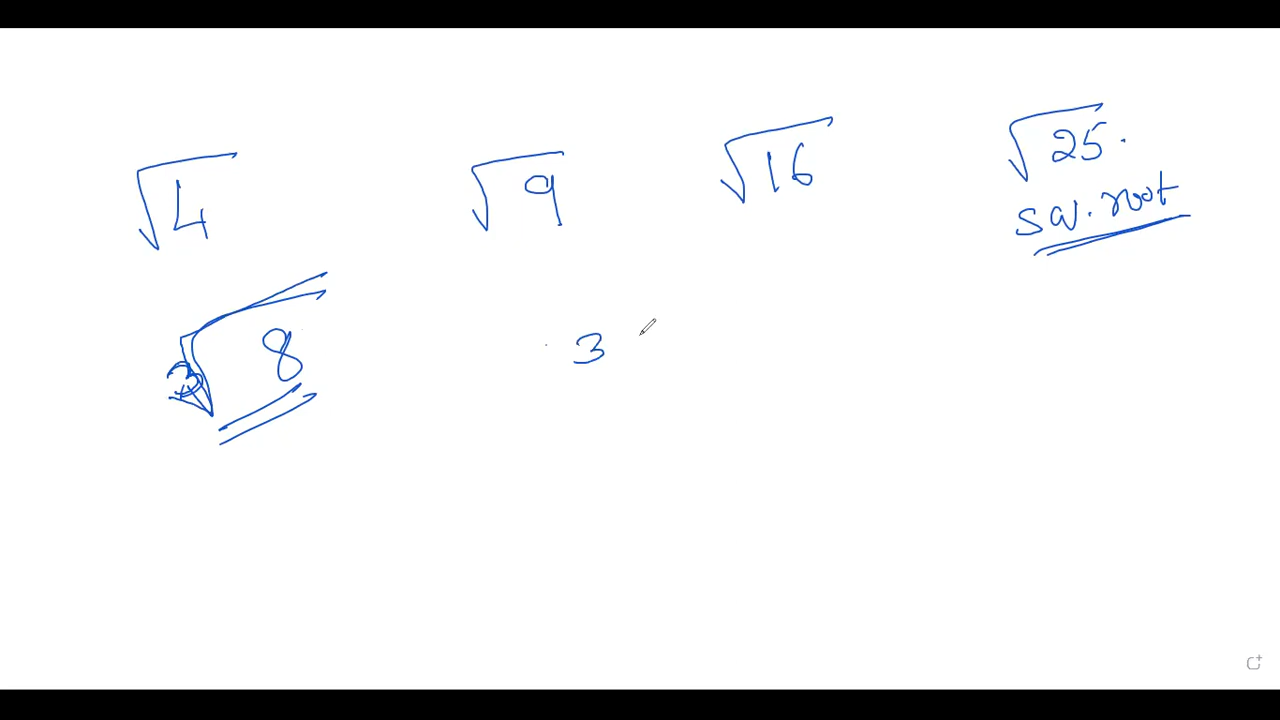 √4 √9 √16 √25.
sq. root
∛8 3